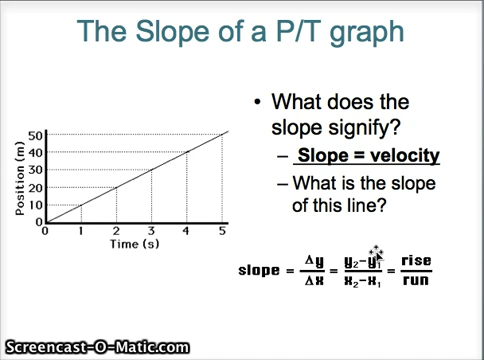 The Slope of a P/T graph
• What does the
slope signify?
– Slope = velocity
– What is the slope
of this line?
Position (m)
50
40
30
20
10
0
0 1 2 3 4 5
Time (s)
slope = Δy / Δx = y₂-y₁ / x₂-x₁ = rise / run
Screencast-O-Matic.com